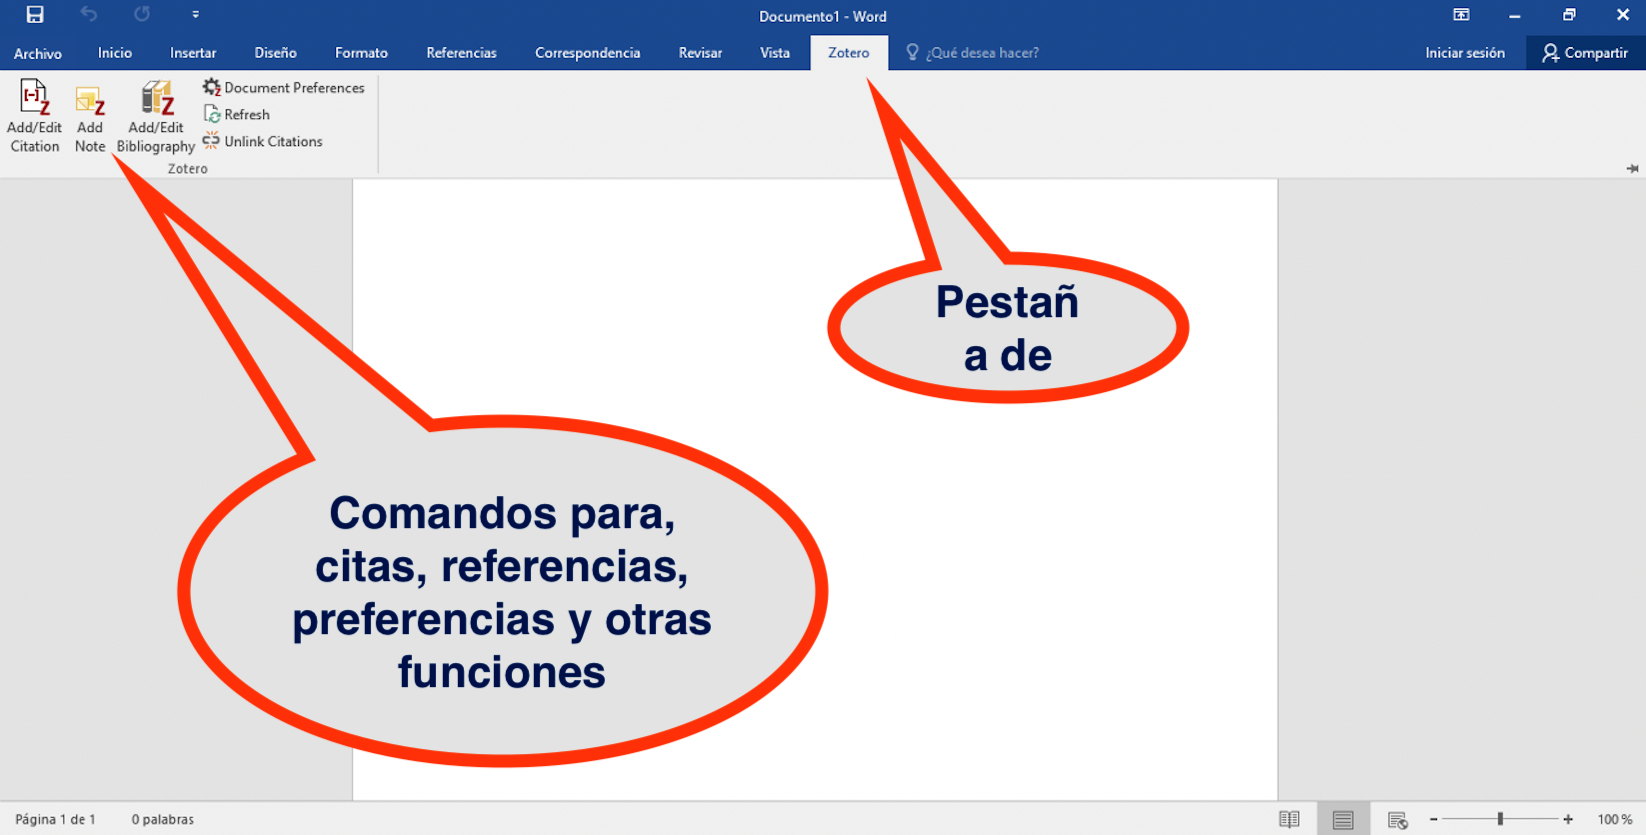 Documento1 - Word
Archivo Inicio Insertar Diseño Formato Referencias Correspondencia Revisar Vista Zotero ¿Qué desea hacer? Iniciar sesión Compartir
Add/Edit Citation
Add Note
Add/Edit Bibliography
Document Preferences
Refresh
Unlink Citations
Zotero
Pestañ
a de
Comandos para,
citas, referencias,
preferencias y otras
funciones
Página 1 de 1 0 palabras 100 %